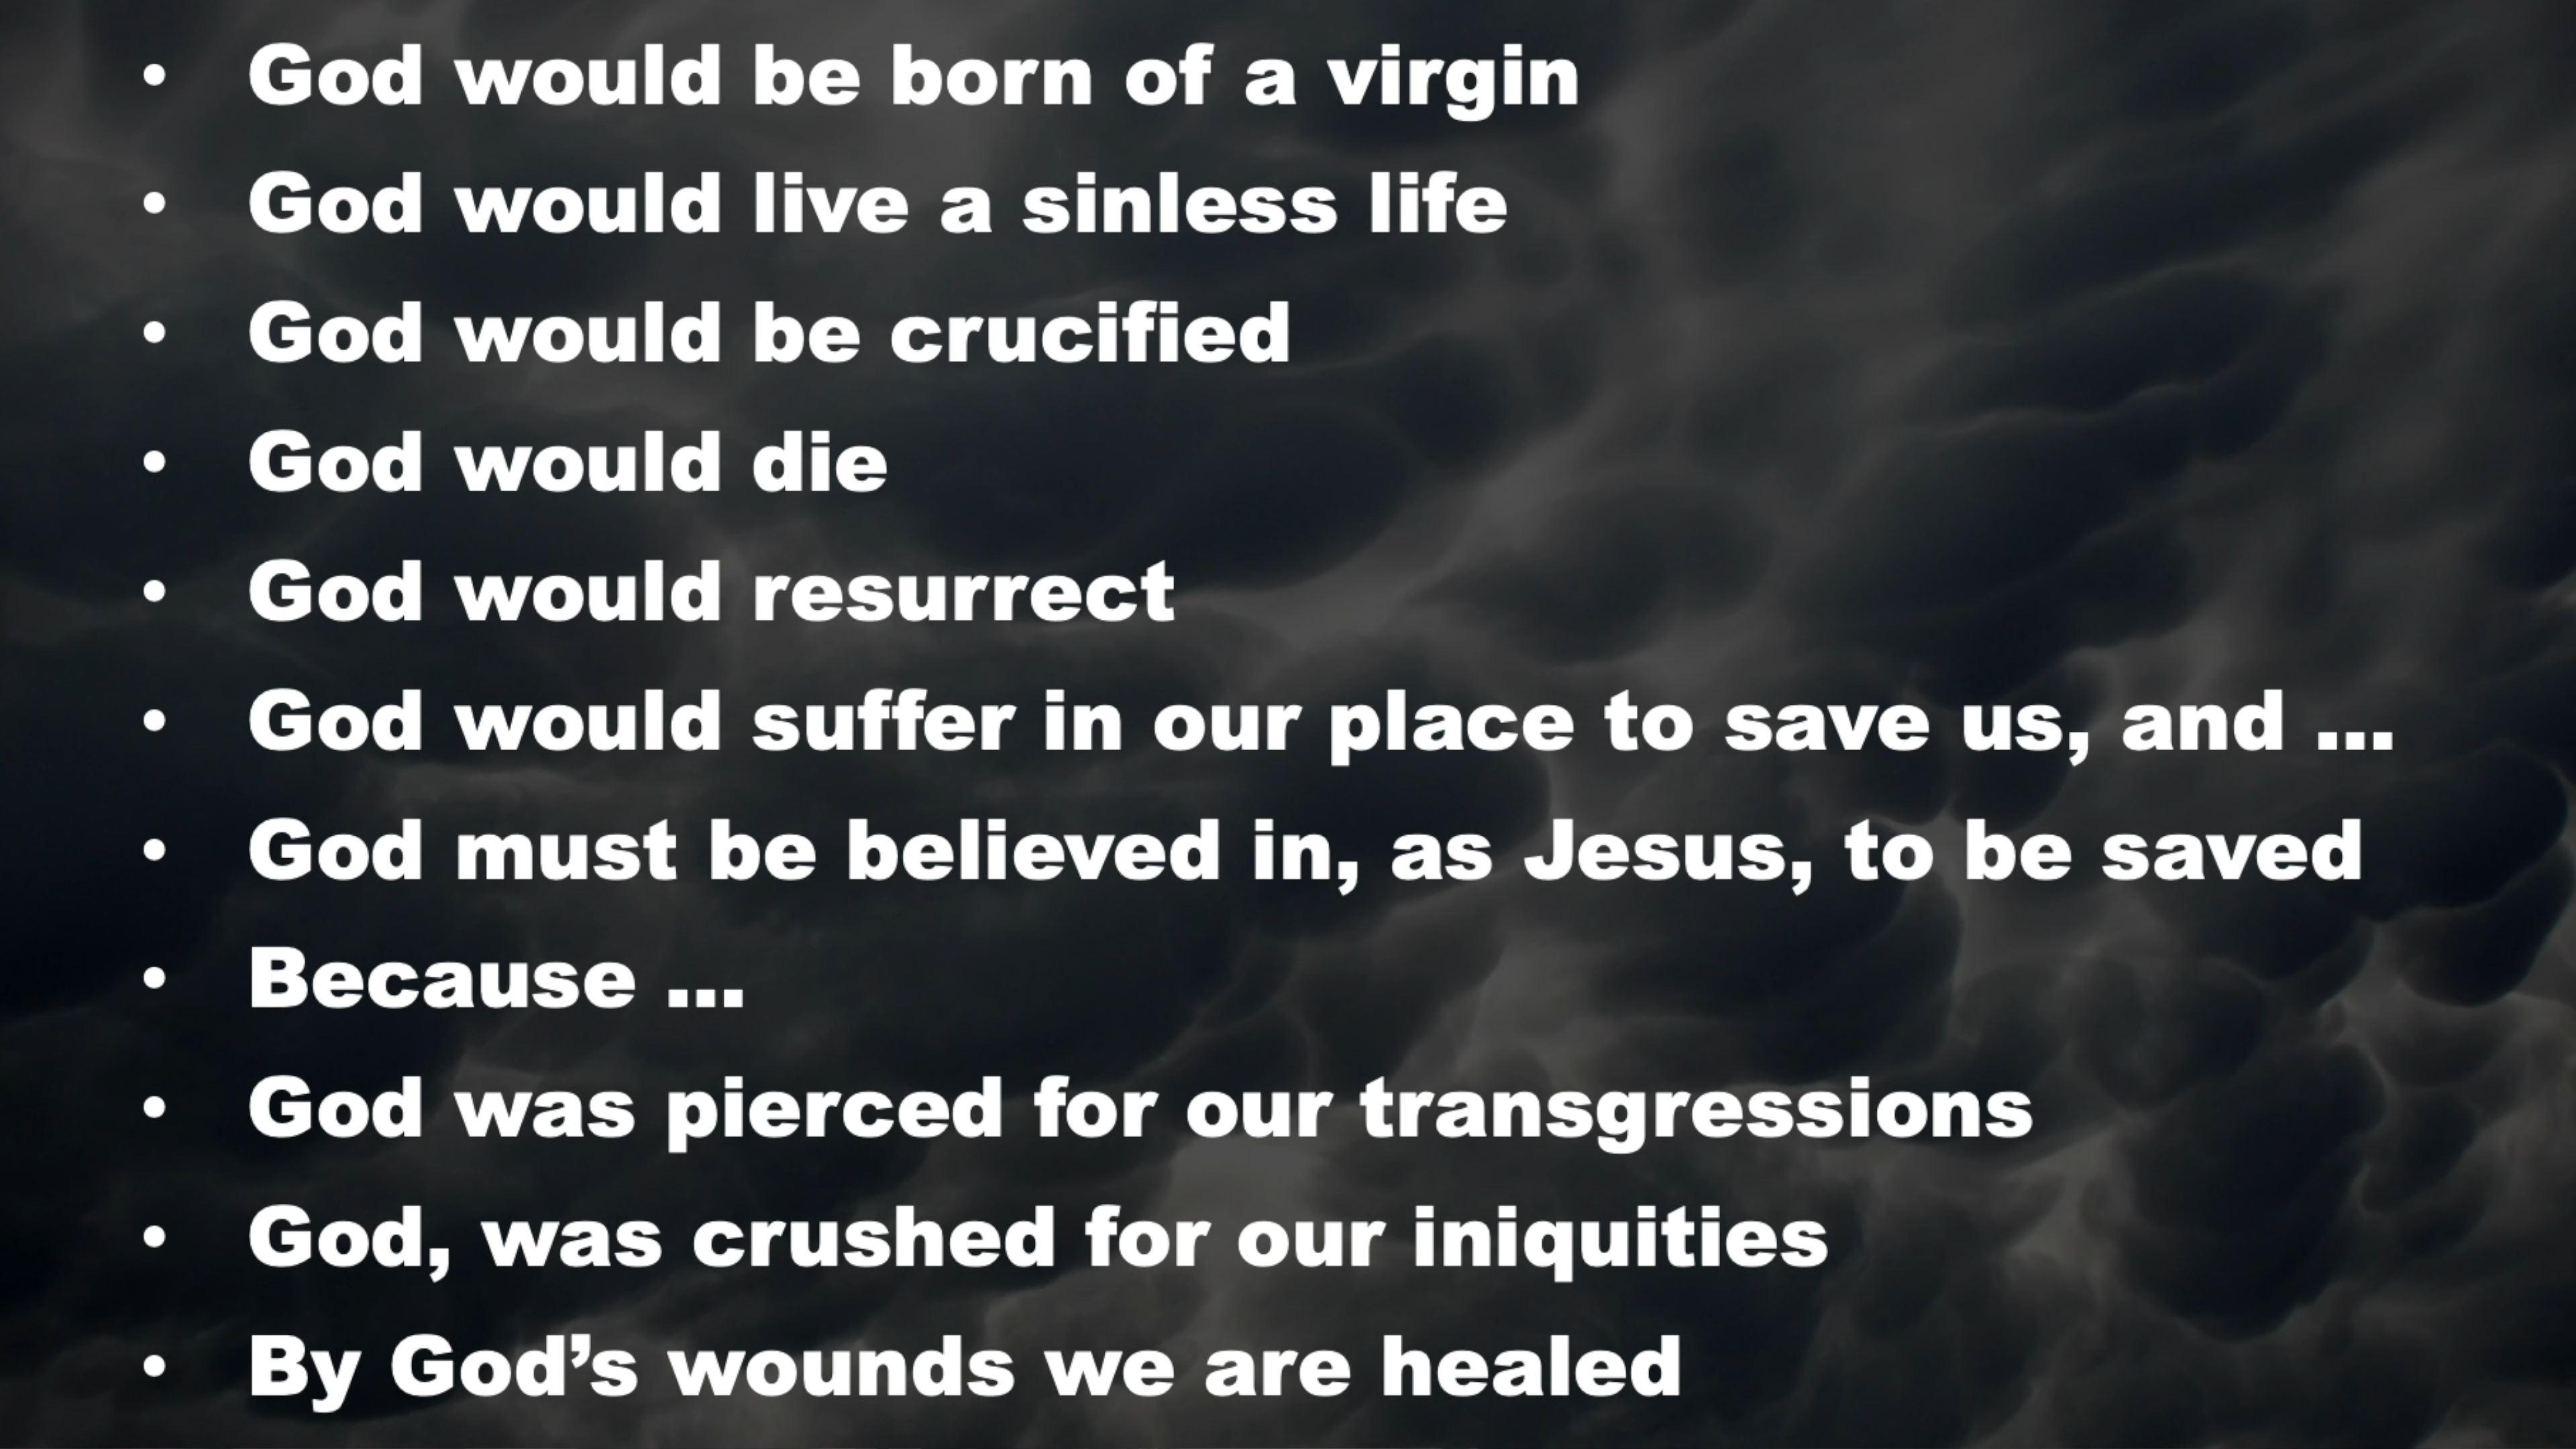 • God would be born of a virgin
• God would live a sinless life
• God would be crucified
• God would die
• God would resurrect
• God would suffer in our place to save us, and ...
• God must be believed in, as Jesus, to be saved
• Because ...
• God was pierced for our transgressions
• God, was crushed for our iniquities
• By God’s wounds we are healed